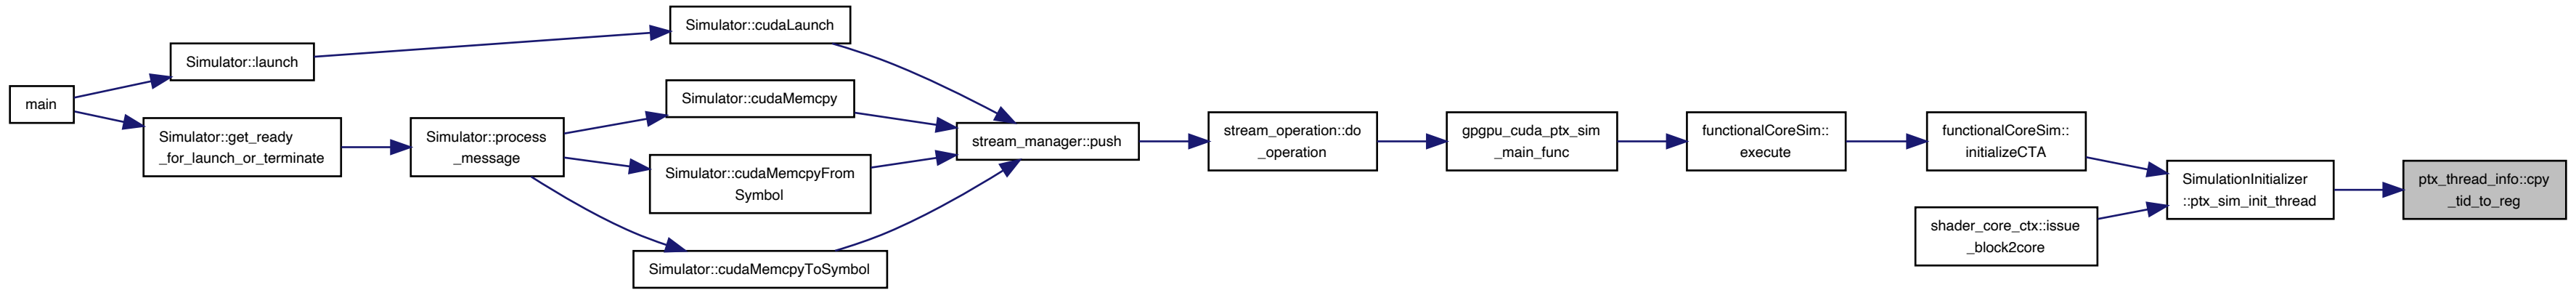 main
Simulator::launch
Simulator::get_ready
_for_launch_or_terminate
Simulator::process
_message
Simulator::cudaLaunch
Simulator::cudaMemcpy
Simulator::cudaMemcpyFrom
Symbol
Simulator::cudaMemcpyToSymbol
stream_manager::push
stream_operation::do
_operation
gpgpu_cuda_ptx_sim
_main_func
functionalCoreSim::
execute
functionalCoreSim::
initializeCTA
shader_core_ctx::issue
_block2core
SimulationInitializer
::ptx_sim_init_thread
ptx_thread_info::cpy
_tid_to_reg